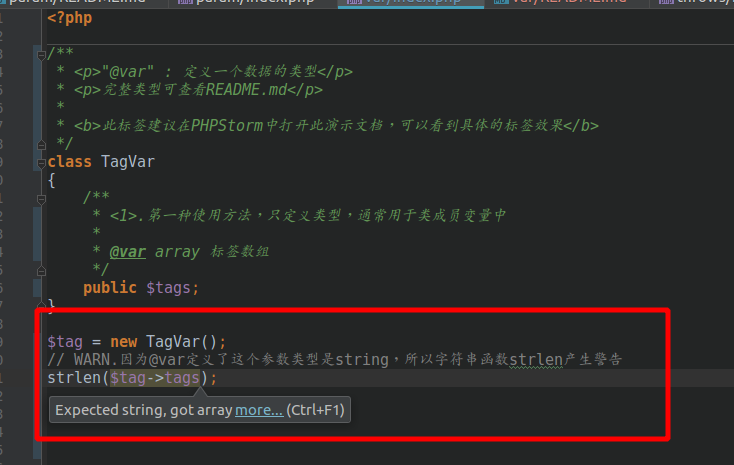 param/README.md param/index.php var/index.php var/README.md
<?php
/**
* <p>"@var" : 定义一个数据的类型</p>
* <p>完整类型可查看README.md</p>
*
* <b>此标签建议在PHPStorm中打开此演示文档，可以看到具体的标签效果</b>
*/
class TagVar
{
/**
* <1>.第一种使用方法，只定义类型，通常用于类成员变量中
*
* @var array 标签数组
*/
public $tags;
}
$tag = new TagVar();
// WARN.因为@var定义了这个参数类型是string，所以字符串函数strlen产生警告
strlen($tag->tags);
Expected string, got array more... (Ctrl+F1)